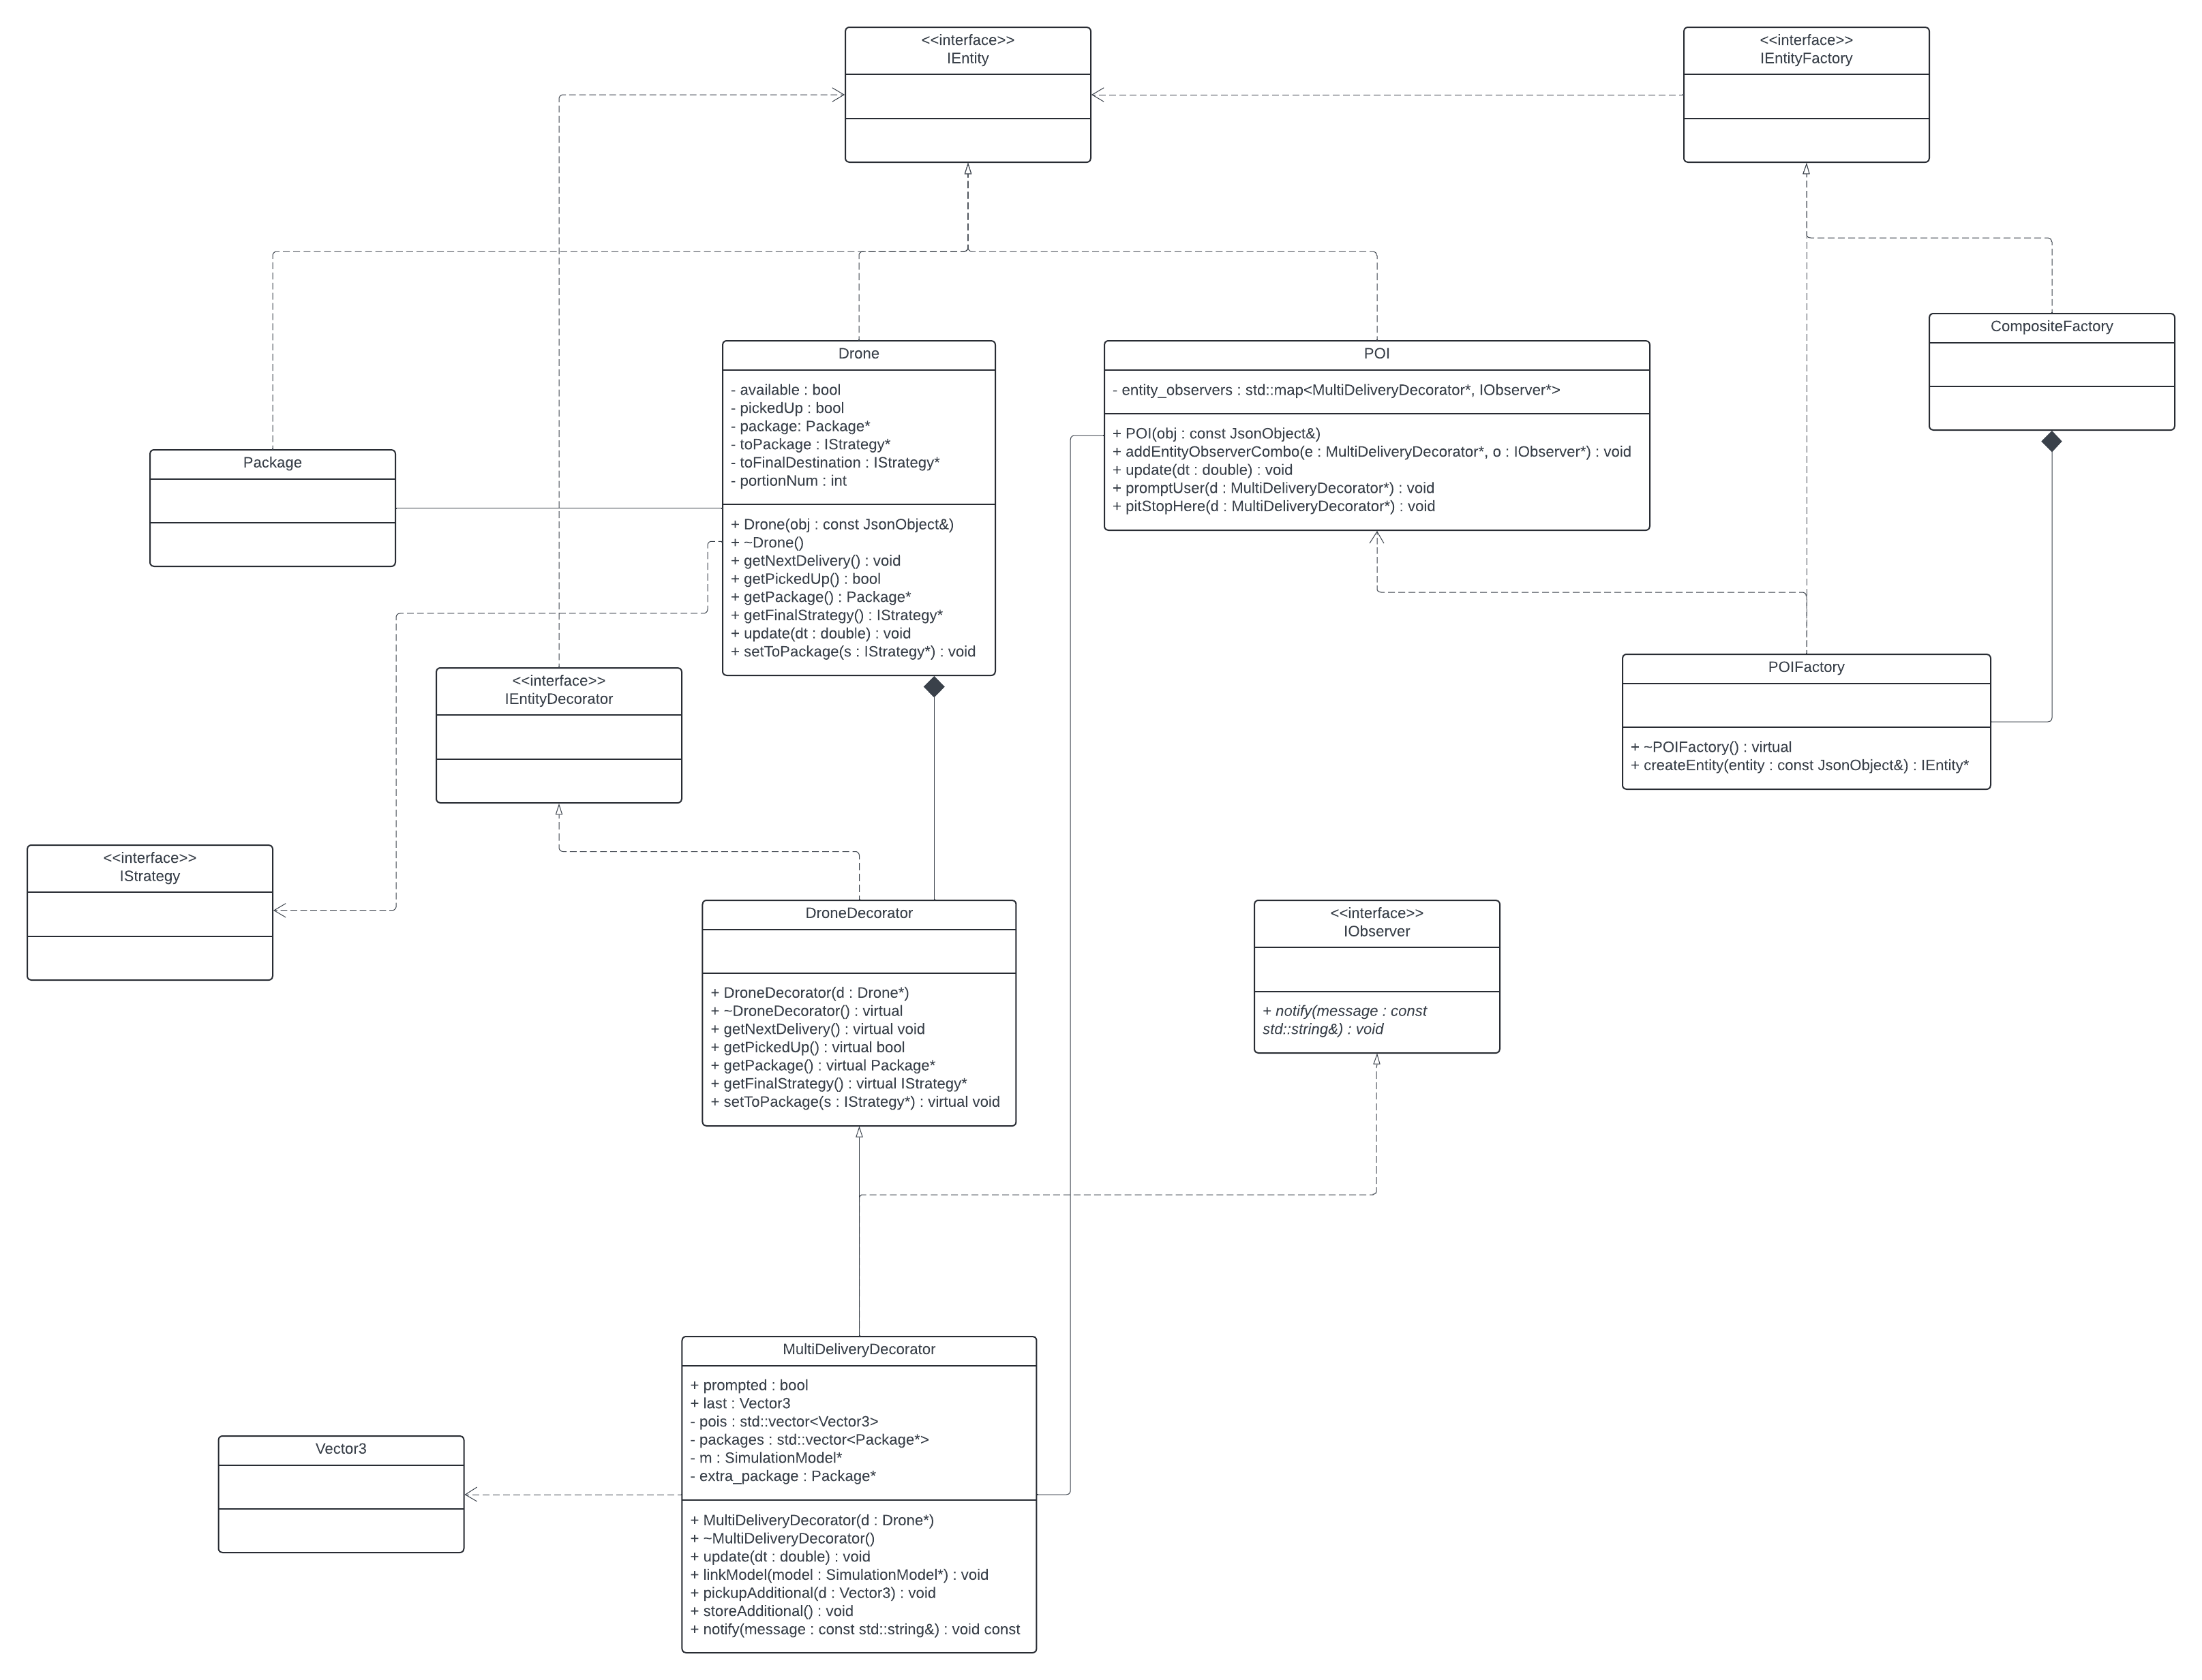 <<interface>>
IEntity
<<interface>>
IEntityFactory
CompositeFactory
Drone
- available : bool
- pickedUp : bool
- package: Package*
- toPackage : IStrategy*
- toFinalDestination : IStrategy*
- portionNum : int
+ Drone(obj : const JsonObject&)
+ ~Drone()
+ getNextDelivery() : void
+ getPickedUp() : bool
+ getPackage() : Package*
+ getFinalStrategy() : IStrategy*
+ update(dt : double) : void
+ setToPackage(s : IStrategy*) : void
POI
- entity_observers : std::map<MultiDeliveryDecorator*, IObserver*>
+ POI(obj : const JsonObject&)
+ addEntityObserverCombo(e : MultiDeliveryDecorator*, o : IObserver*) : void
+ update(dt : double) : void
+ promptUser(d : MultiDeliveryDecorator*) : void
+ pitStopHere(d : MultiDeliveryDecorator*) : void
Package
POIFactory
+ ~POIFactory() : virtual
+ createEntity(entity : const JsonObject&) : IEntity*
<<interface>>
IEntityDecorator
<<interface>>
IStrategy
DroneDecorator
+ DroneDecorator(d : Drone*)
+ ~DroneDecorator() : virtual
+ getNextDelivery() : virtual void
+ getPickedUp() : virtual bool
+ getPackage() : virtual Package*
+ getFinalStrategy() : virtual IStrategy*
+ setToPackage(s : IStrategy*) : virtual void
<<interface>>
IObserver
+ notify(message : const
std::string&) : void
MultiDeliveryDecorator
+ prompted : bool
+ last : Vector3
- pois : std::vector<Vector3>
- packages : std::vector<Package*>
- m : SimulationModel*
- extra_package : Package*
+ MultiDeliveryDecorator(d : Drone*)
+ ~MultiDeliveryDecorator()
+ update(dt : double) : void
+ linkModel(model : SimulationModel*) : void
+ pickupAdditional(d : Vector3) : void
+ storeAdditional() : void
+ notify(message : const std::string&) : void const
Vector3